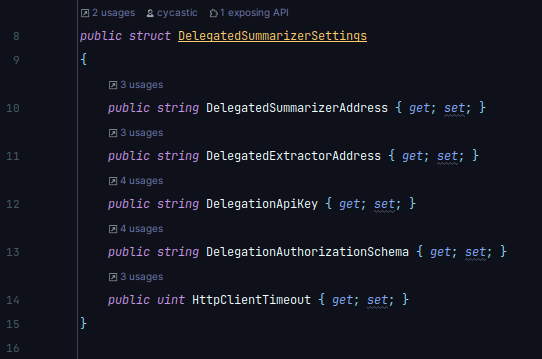 2 usages cycastic 1 exposing API
8 public struct DelegatedSummarizerSettings
9 {
3 usages
10 public string DelegatedSummarizerAddress { get; set; }
3 usages
11 public string DelegatedExtractorAddress { get; set; }
4 usages
12 public string DelegationApiKey { get; set; }
4 usages
13 public string DelegationAuthorizationSchema { get; set; }
3 usages
14 public uint HttpClientTimeout { get; set; }
15 }
16